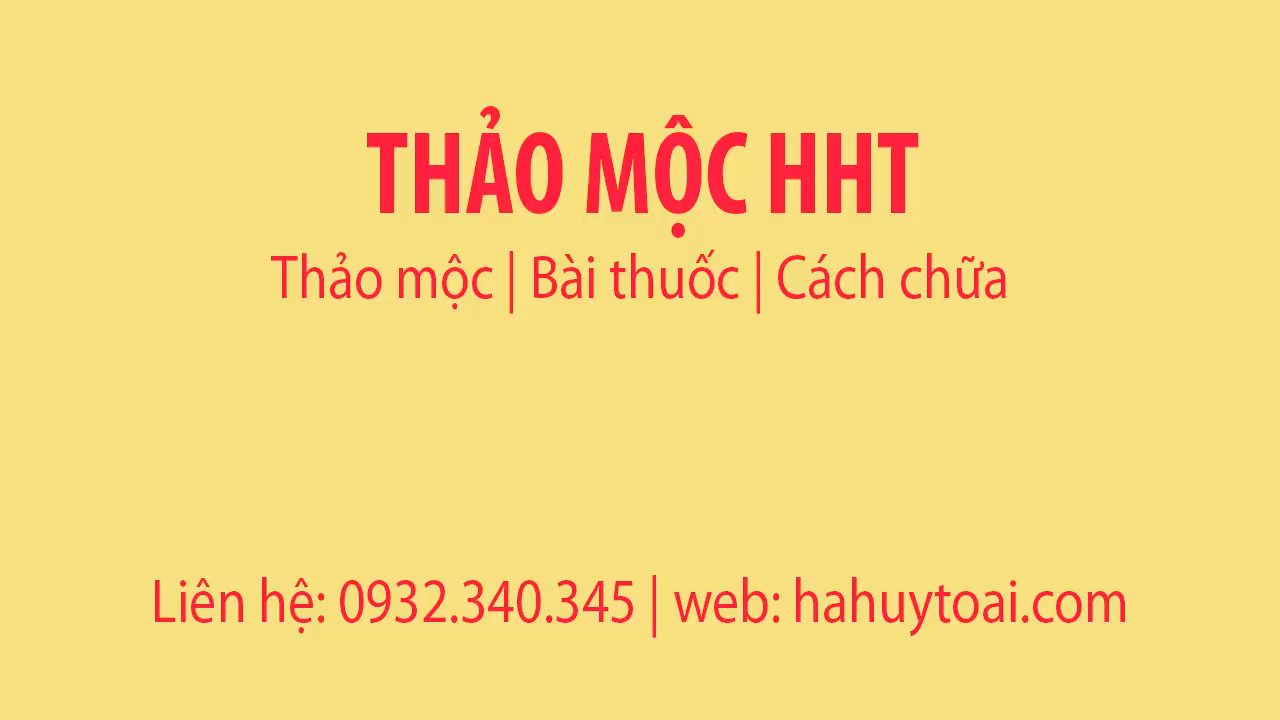 THẢO MỘC HHT
Thảo mộc | Bài thuốc | Cách chữa
Liên hệ: 0932.340.345 | web: hahuytoai.com